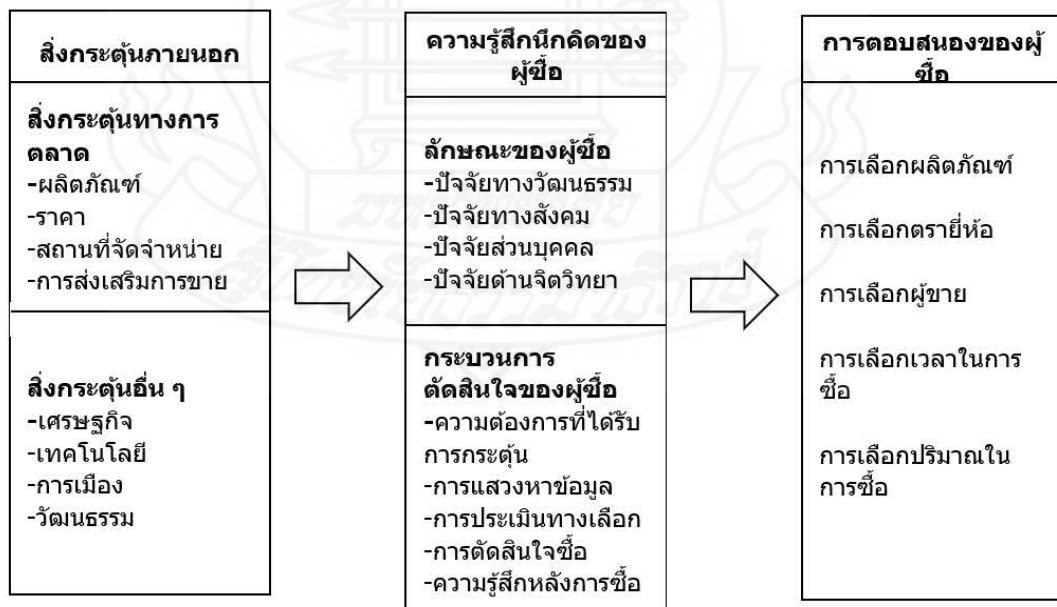 สิ่งกระตุ้นภายนอก
สิ่งกระตุ้นทางการ
ตลาด
-ผลิตภัณฑ์
-ราคา
-สถานที่จัดจำหน่าย
-การส่งเสริมการขาย
สิ่งกระตุ้นอื่น ๆ
-เศรษฐกิจ
-เทคโนโลยี
-การเมือง
-วัฒนธรรม
ความรู้สึกนึกคิดของ
ผู้ซื้อ
ลักษณะของผู้ซื้อ
-ปัจจัยทางวัฒนธรรม
-ปัจจัยทางสังคม
-ปัจจัยส่วนบุคคล
-ปัจจัยด้านจิตวิทยา
กระบวนการ
ตัดสินใจของผู้ซื้อ
-ความต้องการที่ได้รับ
การกระตุ้น
-การแสวงหาข้อมูล
-การประเมินทางเลือก
-การตัดสินใจซื้อ
-ความรู้สึกหลังการซื้อ
การตอบสนองของผู้
ซื้อ
การเลือกผลิตภัณฑ์
การเลือกตรายี่ห้อ
การเลือกผู้ขาย
การเลือกเวลาในการ
ซื้อ
การเลือกปริมาณใน
การซื้อ